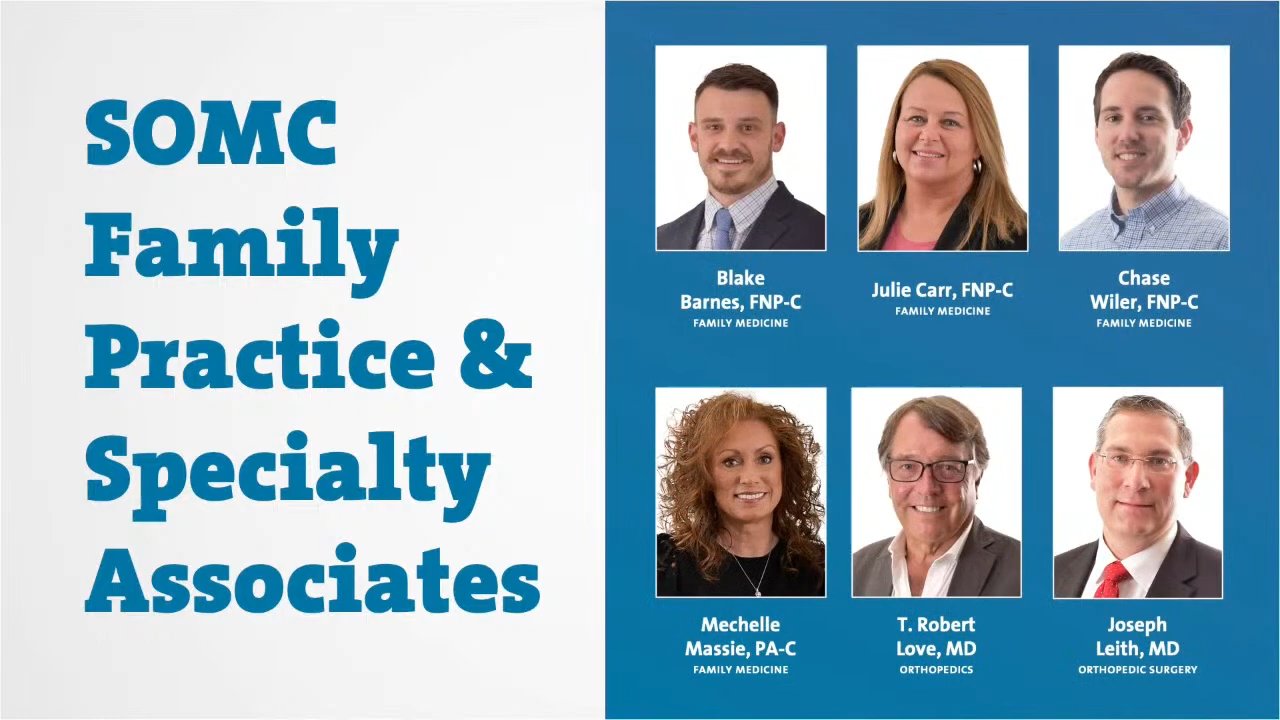 SOMC
Family
Practice &
Specialty
Associates
Blake
Barnes, FNP-C
FAMILY MEDICINE
Julie Carr, FNP-C
FAMILY MEDICINE
Chase
Wiler, FNP-C
FAMILY MEDICINE
Mechelle
Massie, PA-C
FAMILY MEDICINE
T. Robert
Love, MD
ORTHOPEDICS
Joseph
Leith, MD
ORTHOPEDIC SURGERY